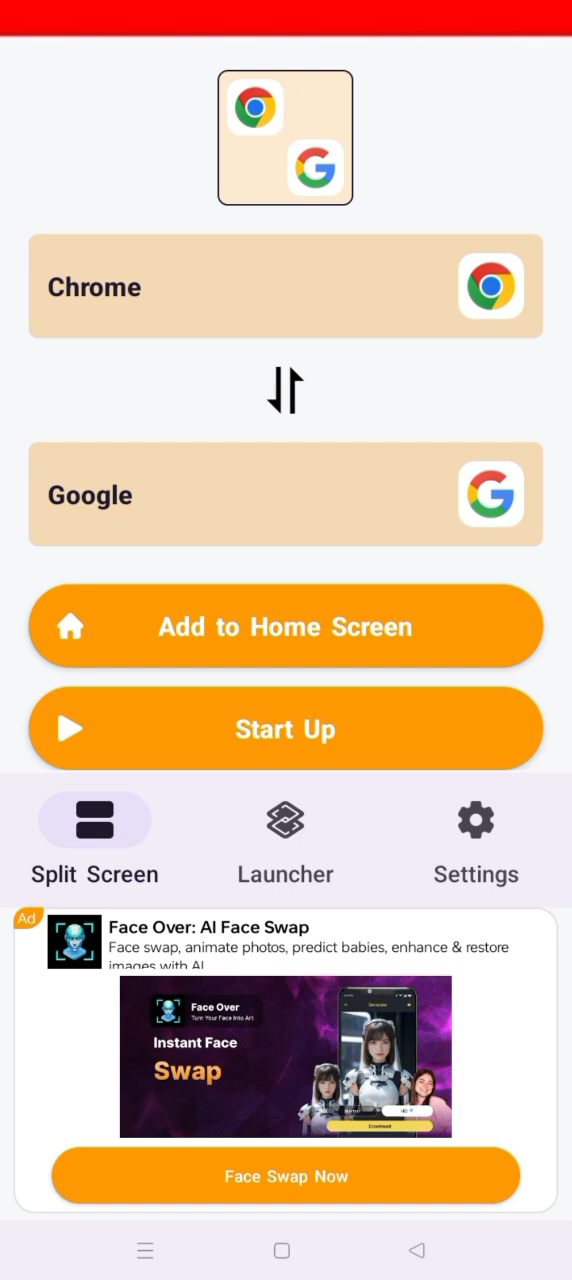 Chrome
Google
Add to Home Screen
Start Up
Split Screen
Launcher
Settings
Ad
Face Over: AI Face Swap
Face swap, animate photos, predict babies, enhance & restore
images with AI
Face Over
Turn Your Face Into Art
Instant Face
Swap
Generate
Normal
HD
Download
Face Swap Now